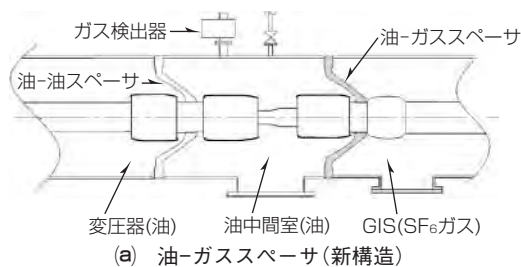 ガス検出器
油-ガススペーサ
油-油スペーサ
変圧器(油)
油中間室(油)
GIS(SF₆ガス)
(a) 油-ガススペーサ(新構造)